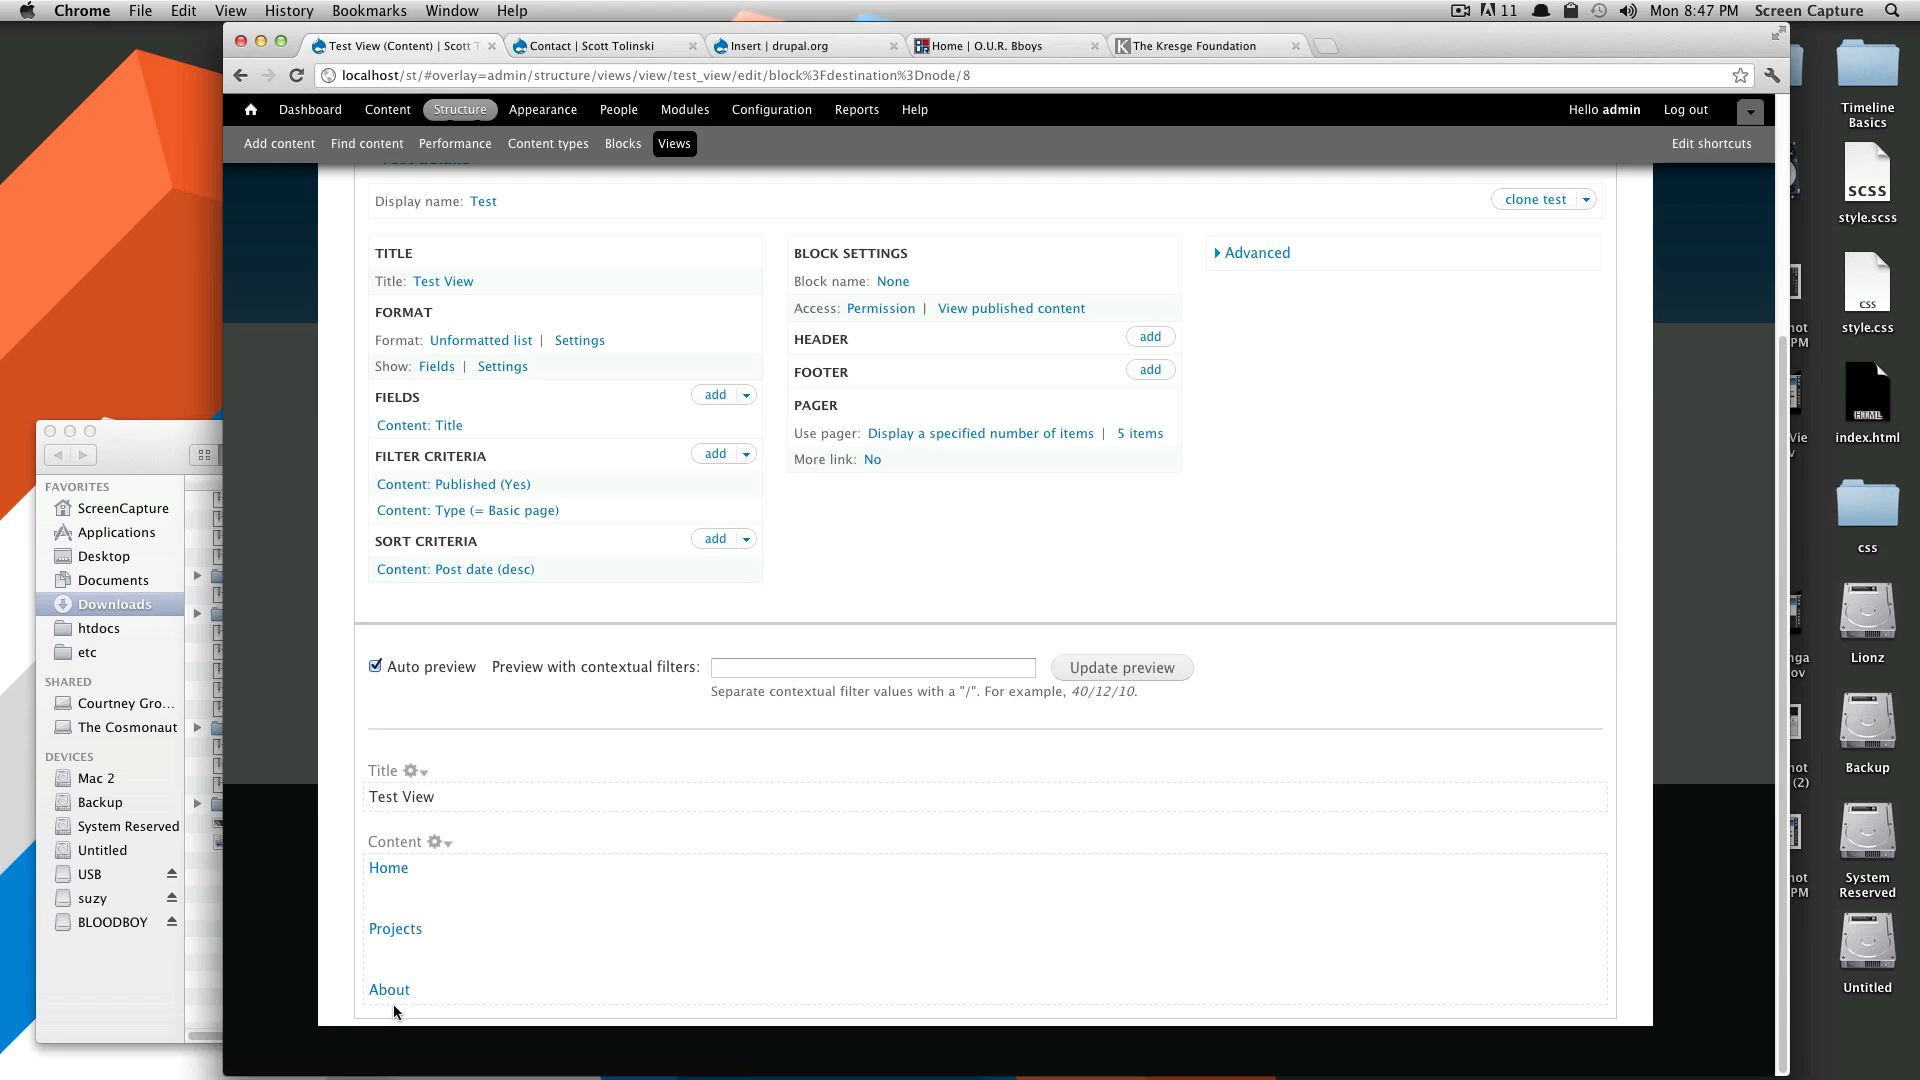 Chrome File Edit View History Bookmarks Window Help
11 Mon 8:47 PM Screen Capture
Test View (Content) | Scott T
Contact | Scott Tolinski
Insert | drupal.org
Home | O.U.R. Bboys
The Kresge Foundation
localhost/st/#overlay=admin/structure/views/view/test_view/edit/block%3Fdestination%3Dnode/8
Dashboard Content Structure Appearance People Modules Configuration Reports Help
Hello admin Log out
Add content Find content Performance Content types Blocks Views
Edit shortcuts
Display name: Test
clone test
TITLE
Title: Test View
FORMAT
Format: Unformatted list | Settings
Show: Fields | Settings
FIELDS add
Content: Title
FILTER CRITERIA add
Content: Published (Yes)
Content: Type (= Basic page)
SORT CRITERIA add
Content: Post date (desc)
BLOCK SETTINGS
Block name: None
Access: Permission | View published content
HEADER add
FOOTER add
PAGER
Use pager: Display a specified number of items | 5 items
More link: No
Advanced
Auto preview Preview with contextual filters: Update preview
Separate contextual filter values with a "/". For example, 40/12/10.
Title
Test View
Content
Home
Projects
About
FAVORITES
ScreenCapture
Applications
Desktop
Documents
Downloads
htdocs
etc
SHARED
Courtney Gro...
The Cosmonaut
DEVICES
Mac 2
Backup
System Reserved
Untitled
USB
suzy
BLOODBOY
Timeline
Basics
SCSS
style.scss
css
style.css
HTML
index.html
css
Lionz
Backup
System
Reserved
Untitled